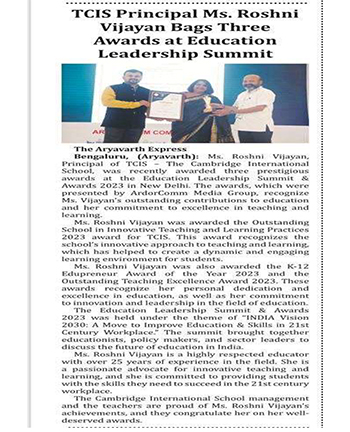 TCIS Principal Ms. Roshni
Vijayan Bags Three
Awards at Education
Leadership Summit
The Aryavarth Express
Bengaluru, (Aryavarth): Ms. Roshni Vijayan,
Principal of TCIS – The Cambridge International
School, was recently awarded three prestigious
awards at the Education Leadership Summit &
Awards 2023 in New Delhi. The awards, which were
presented by ArdorComm Media Group, recognize
Ms. Vijayan's outstanding contributions to education
and her commitment to excellence in teaching and
learning.
Ms. Roshni Vijayan was awarded the Outstanding
School in Innovative Teaching and Learning Practices
2023 award for TCIS. This award recognizes the
school's innovative approach to teaching and learning,
which has helped to create a dynamic and engaging
learning environment for students.
Ms. Roshni Vijayan was also awarded the K-12
Edupreneur Award of the Year 2023 and the
Outstanding Teaching Excellence Award 2023. These
awards recognize her personal dedication and
excellence in education, as well as her commitment
to innovation and leadership in the field of education.
The Education Leadership Summit & Awards
2023 was held under the theme of "INDIA Vision
2030: A Move to Improve Education & Skills in 21st
Century Workplace." The summit brought together
educationists, policy makers, and sector leaders to
discuss the future of education in India.
Ms. Roshni Vijayan is a highly respected educator
with over 25 years of experience in the field. She is
a passionate advocate for innovative teaching and
learning, and she is committed to providing students
with the skills they need to succeed in the 21st century
workplace.
The Cambridge International School management
and the teachers are proud of Ms. Roshni Vijayan's
achievements, and they congratulate her on her well-
deserved awards.